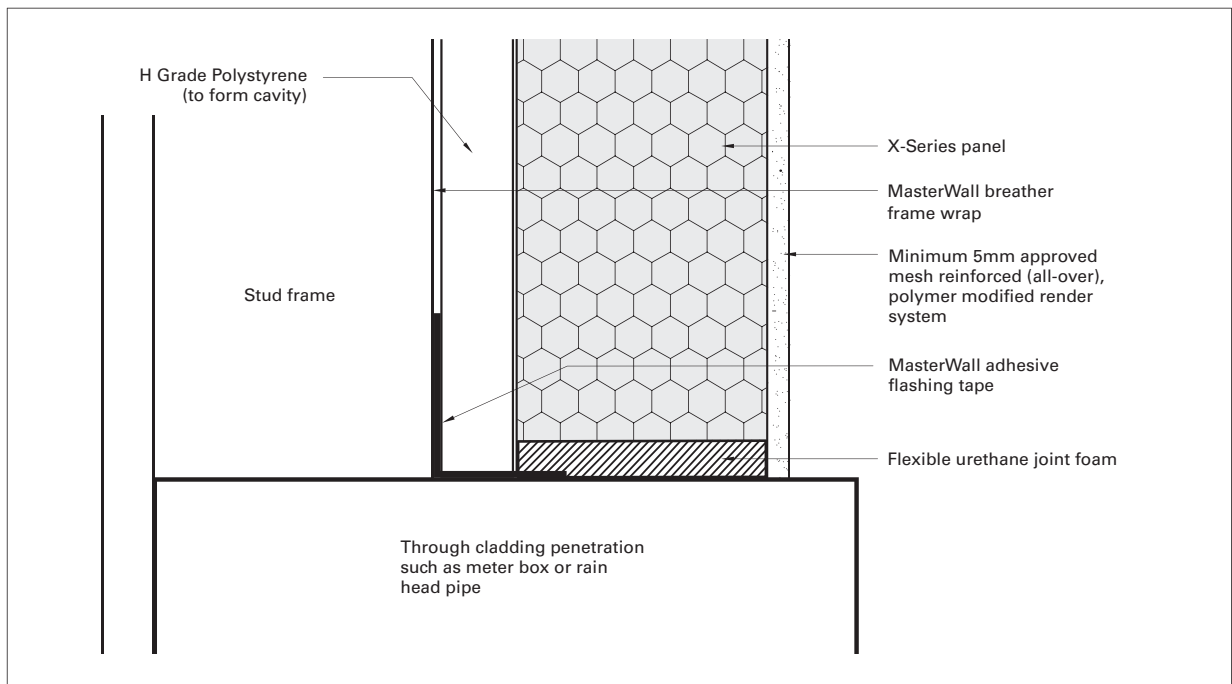 H Grade Polystyrene
(to form cavity)
Stud frame
X-Series panel
MasterWall breather
frame wrap
Minimum 5mm approved
mesh reinforced (all-over),
polymer modified render
system
MasterWall adhesive
flashing tape
Flexible urethane joint foam
Through cladding penetration
such as meter box or rain
head pipe